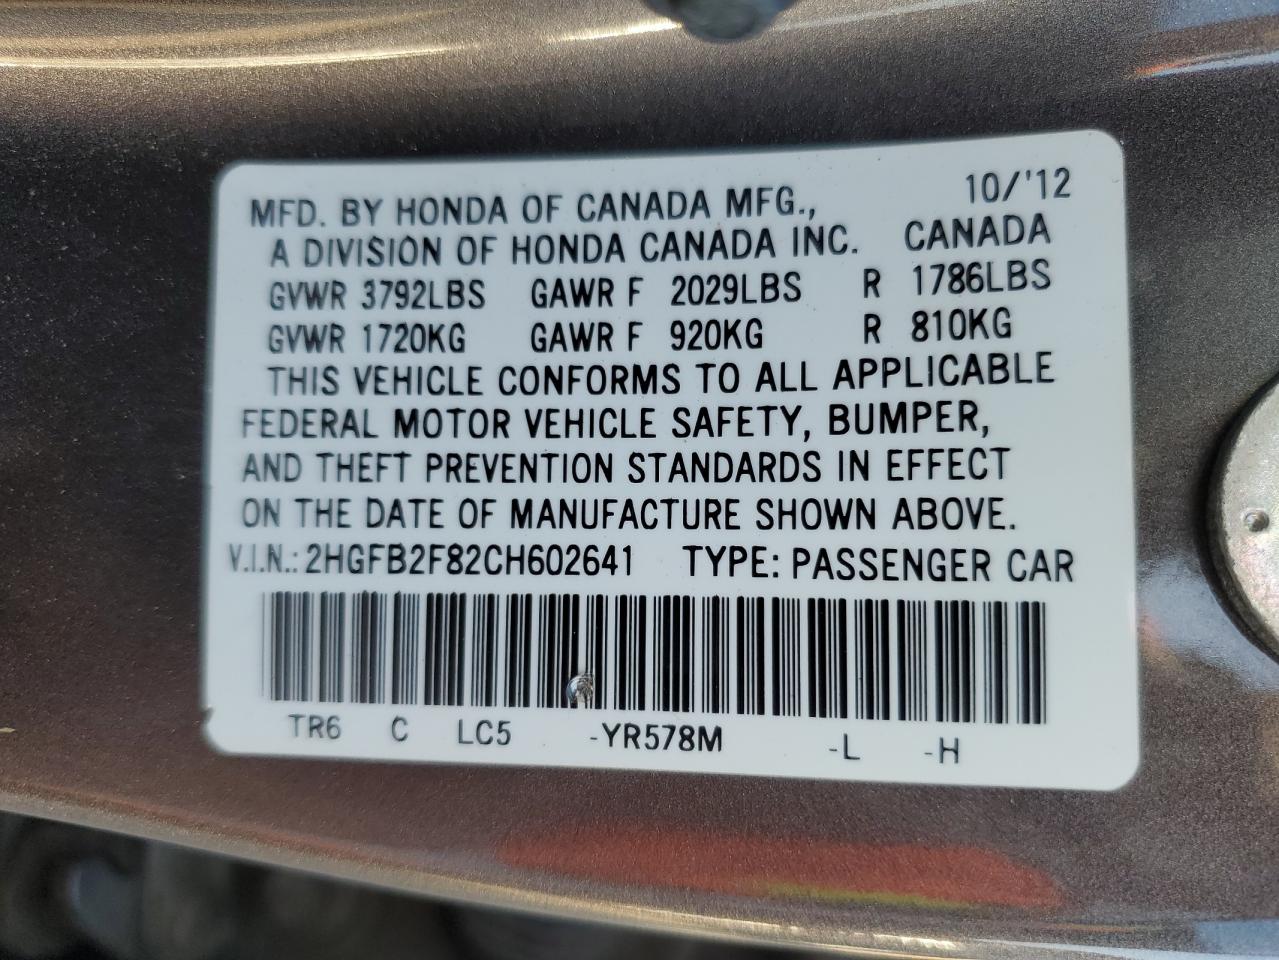 10/'12
MFD. BY HONDA OF CANADA MFG.,
A DIVISION OF HONDA CANADA INC. CANADA
GVWR 3792LBS GAWR F 2029LBS R 1786LBS
GVWR 1720KG GAWR F 920KG R 810KG
THIS VEHICLE CONFORMS TO ALL APPLICABLE
FEDERAL MOTOR VEHICLE SAFETY, BUMPER,
AND THEFT PREVENTION STANDARDS IN EFFECT
ON THE DATE OF MANUFACTURE SHOWN ABOVE.
V.I.N.: 2HGFB2F82CH602641 TYPE: PASSENGER CAR
TR6 C LC5 -YR578M -L -H